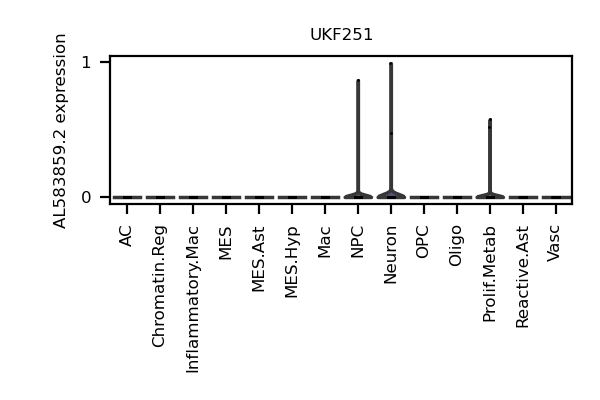 UKF251
AL583859.2 expression
1
0
AC
Chromatin.Reg
Inflammatory.Mac
MES
MES.Ast
MES.Hyp
Mac
NPC
Neuron
OPC
Oligo
Prolif.Metab
Reactive.Ast
Vasc